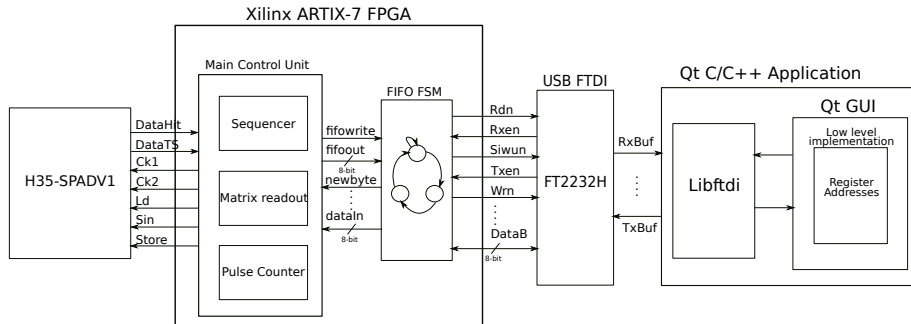 Xilinx ARTIX-7 FPGA
Main Control Unit
FIFO FSM
USB FTDI
Qt C/C++ Application
Qt GUI
Low level
implementation
H35-SPADV1
DataHit
DataTS
Ck1
Ck2
Ld
Sin
Store
Sequencer
Matrix readout
Pulse Counter
fifowrite
fifoout
8-bit
newbyte
dataIn
8-bit
Rdn
Rxen
Siwun
Txen
Wrn
DataB
8-bit
FT2232H
RxBuf
TxBuf
Libftdi
Register
Addresses